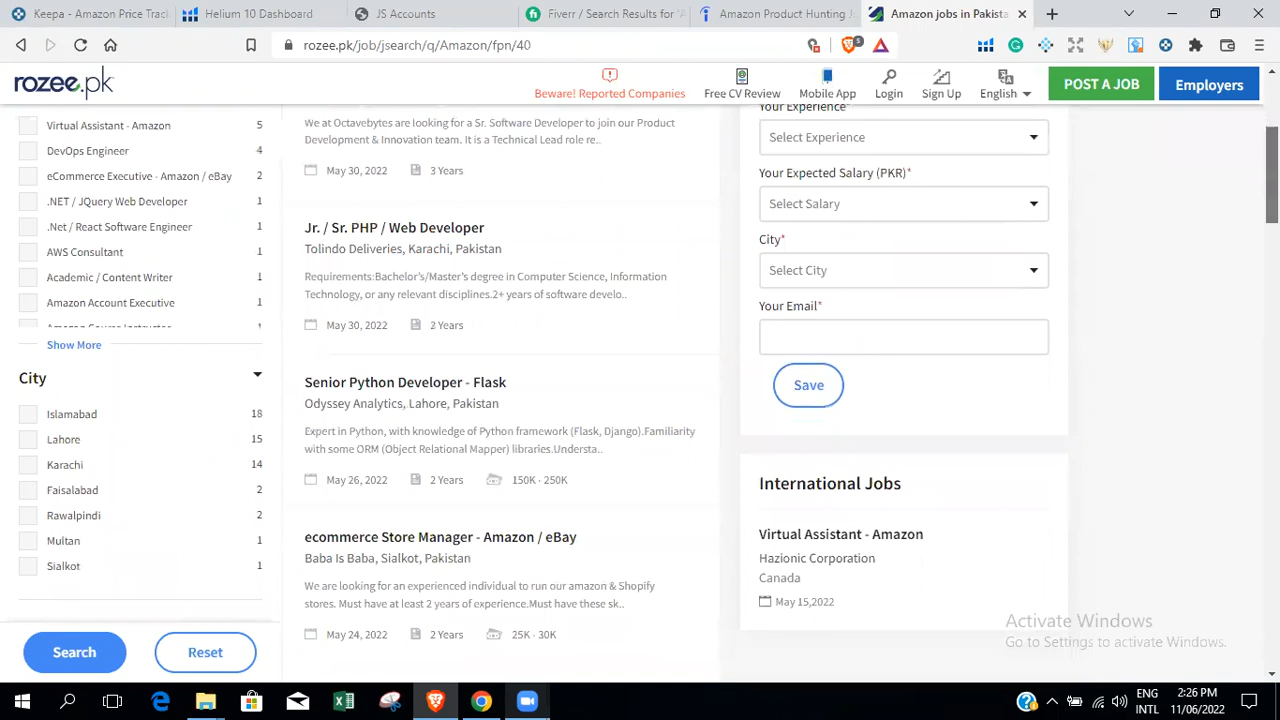 Keepa - Amazon Price Track
Helium 10 Dashboard
JS Accounts
Fiverr / Search Results for 'A
Amazon Product Hunting J
Amazon jobs in Pakista
rozee.pk/job/jsearch/q/Amazon/fpn/40
5
rozee.pk
Beware! Reported Companies
Free CV Review
Mobile App
Login
Sign Up
English
POST A JOB
Employers
Virtual Assistant - Amazon 5
DevOps Engineer 4
eCommerce Executive - Amazon / eBay 2
.NET / JQuery Web Developer 1
.Net / React Software Engineer 1
AWS Consultant 1
Academic / Content Writer 1
Amazon Account Executive 1
Amazon Course Instructor 1
Show More
City
Islamabad 18
Lahore 15
Karachi 14
Faisalabad 2
Rawalpindi 2
Multan 1
Sialkot 1
Search
Reset
We at Octavebytes are looking for a Sr. Software Developer to join our Product
Development & Innovation team. It is a Technical Lead role re..
May 30, 2022 3 Years
Jr. / Sr. PHP / Web Developer
Tolindo Deliveries, Karachi, Pakistan
Requirements:Bachelor's/Master's degree in Computer Science, Information
Technology, or any relevant disciplines.2+ years of software develo..
May 30, 2022 2 Years
Senior Python Developer - Flask
Odyssey Analytics, Lahore, Pakistan
Expert in Python, with knowledge of Python framework (Flask, Django).Familiarity
with some ORM (Object Relational Mapper) libraries.Understa..
May 26, 2022 2 Years 150K - 250K
ecommerce Store Manager - Amazon / eBay
Baba Is Baba, Sialkot, Pakistan
We are looking for an experienced individual to run our amazon & Shopify
stores. Must have at least 2 years of experience.Must have these sk..
May 24, 2022 2 Years 25K - 30K
Your Experience*
Select Experience
Your Expected Salary (PKR)*
Select Salary
City*
Select City
Your Email*
Save
International Jobs
Virtual Assistant - Amazon
Hazionic Corporation
Canada
May 15,2022
Activate Windows
Go to Settings to activate Windows.
ENG
INTL
2:26 PM
11/06/2022